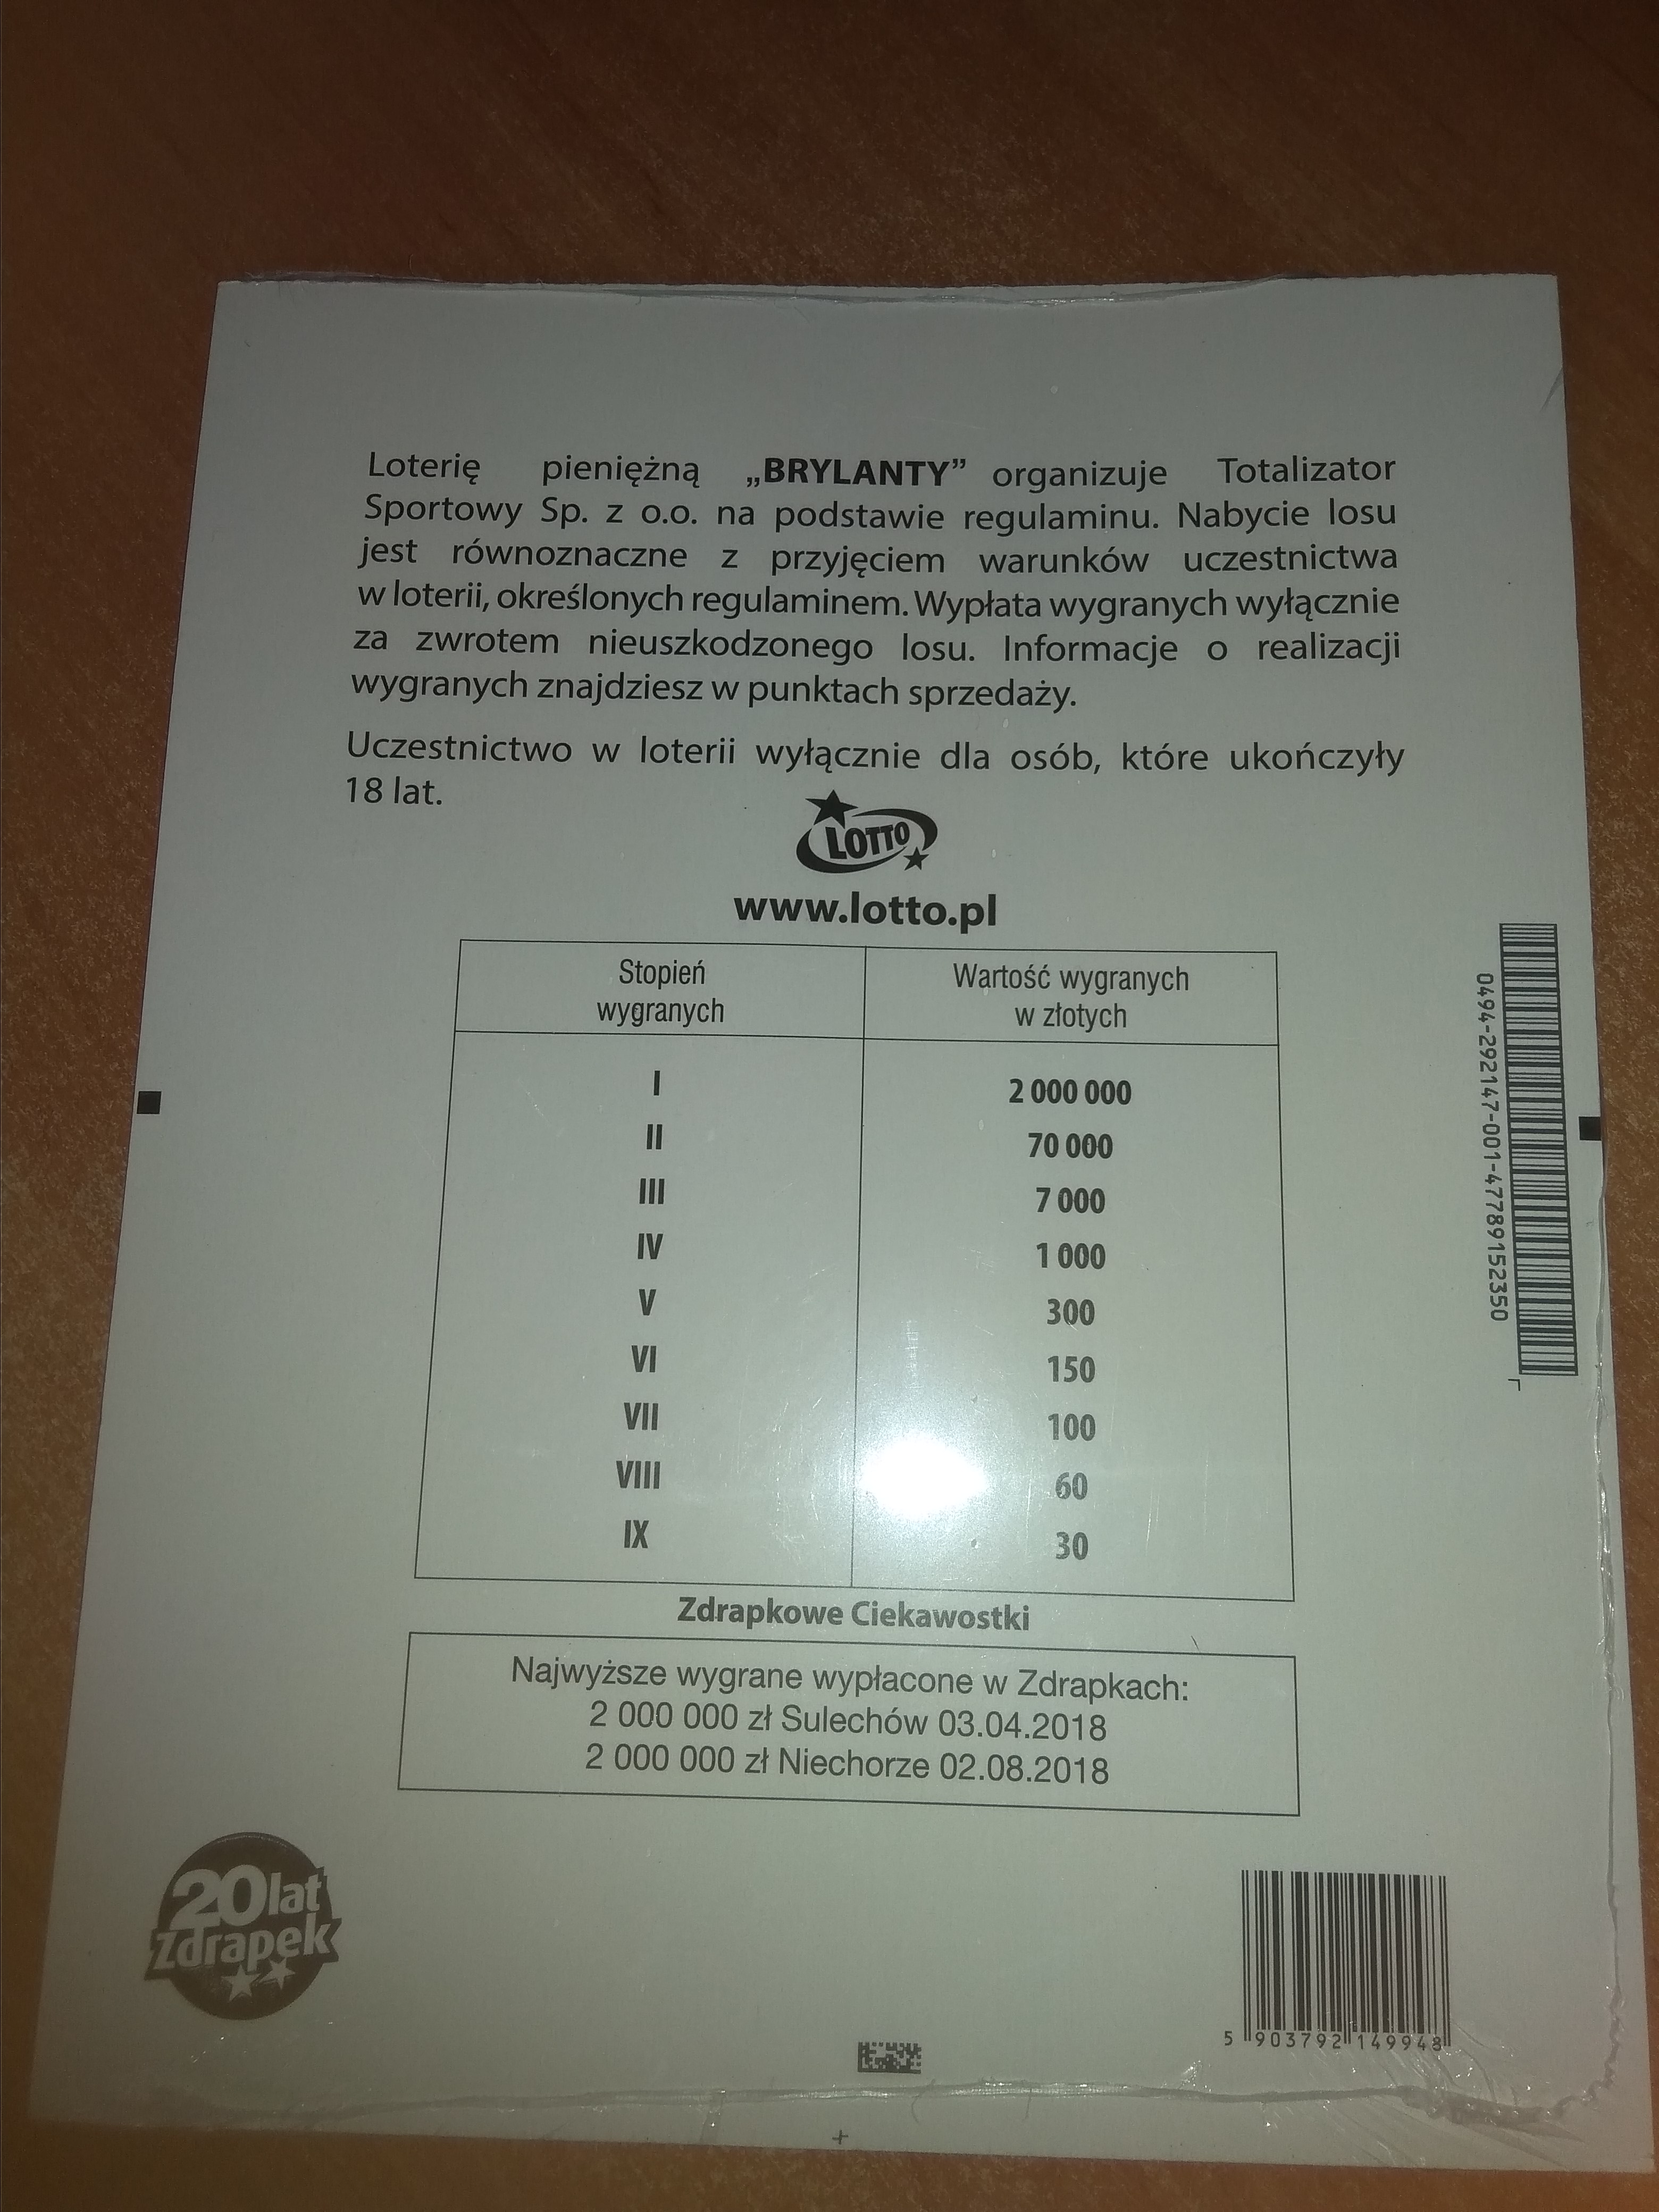 Loterię pieniężną „BRYLANTY” organizuje Totalizator
Sportowy Sp. z o.o. na podstawie regulaminu. Nabycie losu
jest równoznaczne z przyjęciem warunków uczestnictwa
w loterii, określonych regulaminem. Wypłata wygranych wyłącznie
za zwrotem nieuszkodzonego losu. Informacje o realizacji
wygranych znajdziesz w punktach sprzedaży.
Uczestnictwo w loterii wyłącznie dla osób, które ukończyły
18 lat.
LOTTO
www.lotto.pl
Stopień wygranych Wartość wygranych w złotych
I 2 000 000
II 70 000
III 7 000
IV 1 000
V 300
VI 150
VII 100
VIII 60
IX 30
0494-292147-001-47789152350
Zdrapkowe Ciekawostki
Najwyższe wygrane wypłacone w Zdrapkach:
2 000 000 zł Sulechów 03.04.2018
2 000 000 zł Niechorze 02.08.2018
20 lat
Zdrapek
5 903792 149948